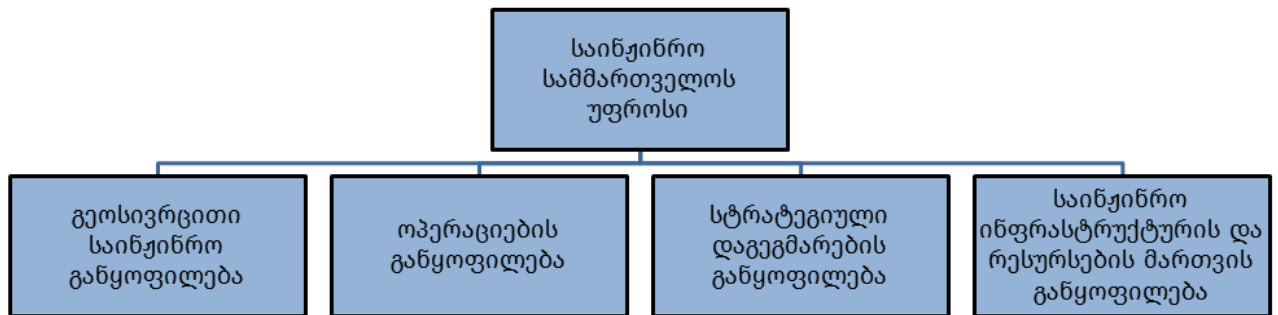 საინჟინრო
სამმართველოს
უფროსი
გეოსივრცითი
საინჟინრო
განყოფილება
ოპერაციების
განყოფილება
სტრატეგიული
დაგეგმარების
განყოფილება
საინჟინრო
ინფრასტრუქტურის და
რესურსების მართვის
განყოფილება